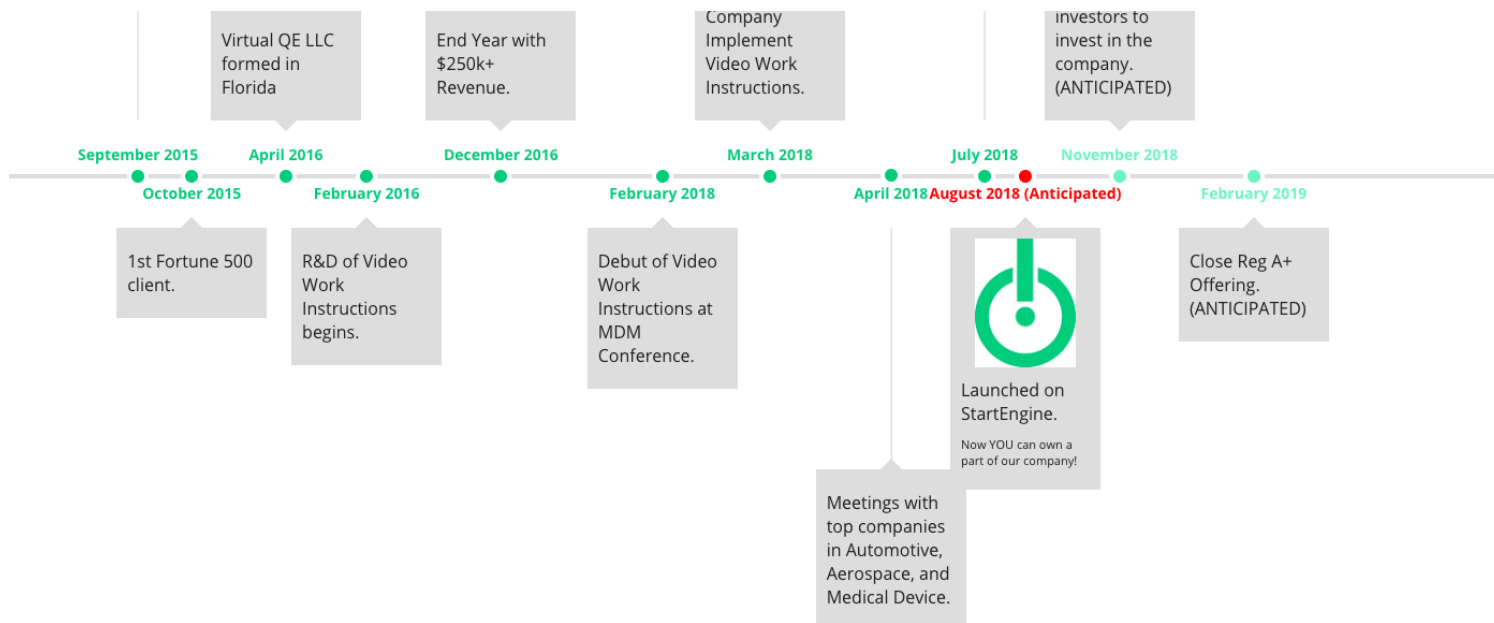 Virtual QE LLC
formed in
Florida
End Year with
$250k+
Revenue.
Company
Implement
Video Work
Instructions.
investors to
invest in the
company.
(ANTICIPATED)
September 2015
April 2016
December 2016
March 2018
July 2018
November 2018
October 2015
February 2016
February 2018
April 2018
August 2018 (Anticipated)
February 2019
1st Fortune 500
client.
R&D of Video
Work
Instructions
begins.
Debut of Video
Work
Instructions at
MDM
Conference.
Launched on
StartEngine.
Now YOU can own a
part of our company!
Close Reg A+
Offering.
(ANTICIPATED)
Meetings with
top companies
in Automotive,
Aerospace, and
Medical Device.